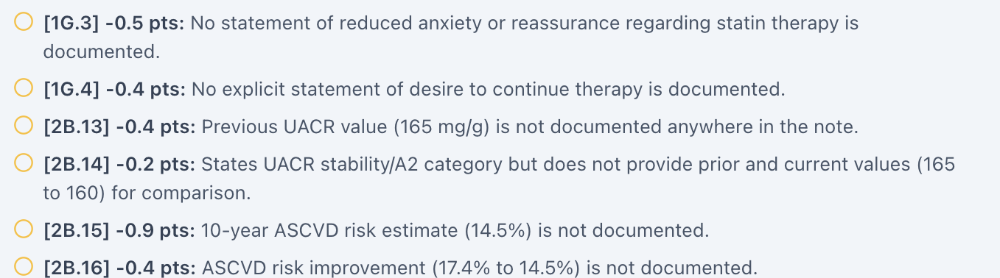 [1G.3] -0.5 pts: No statement of reduced anxiety or reassurance regarding statin therapy is
documented.
[1G.4] -0.4 pts: No explicit statement of desire to continue therapy is documented.
[2B.13] -0.4 pts: Previous UACR value (165 mg/g) is not documented anywhere in the note.
[2B.14] -0.2 pts: States UACR stability/A2 category but does not provide prior and current values (165
to 160) for comparison.
[2B.15] -0.9 pts: 10-year ASCVD risk estimate (14.5%) is not documented.
[2B.16] -0.4 pts: ASCVD risk improvement (17.4% to 14.5%) is not documented.